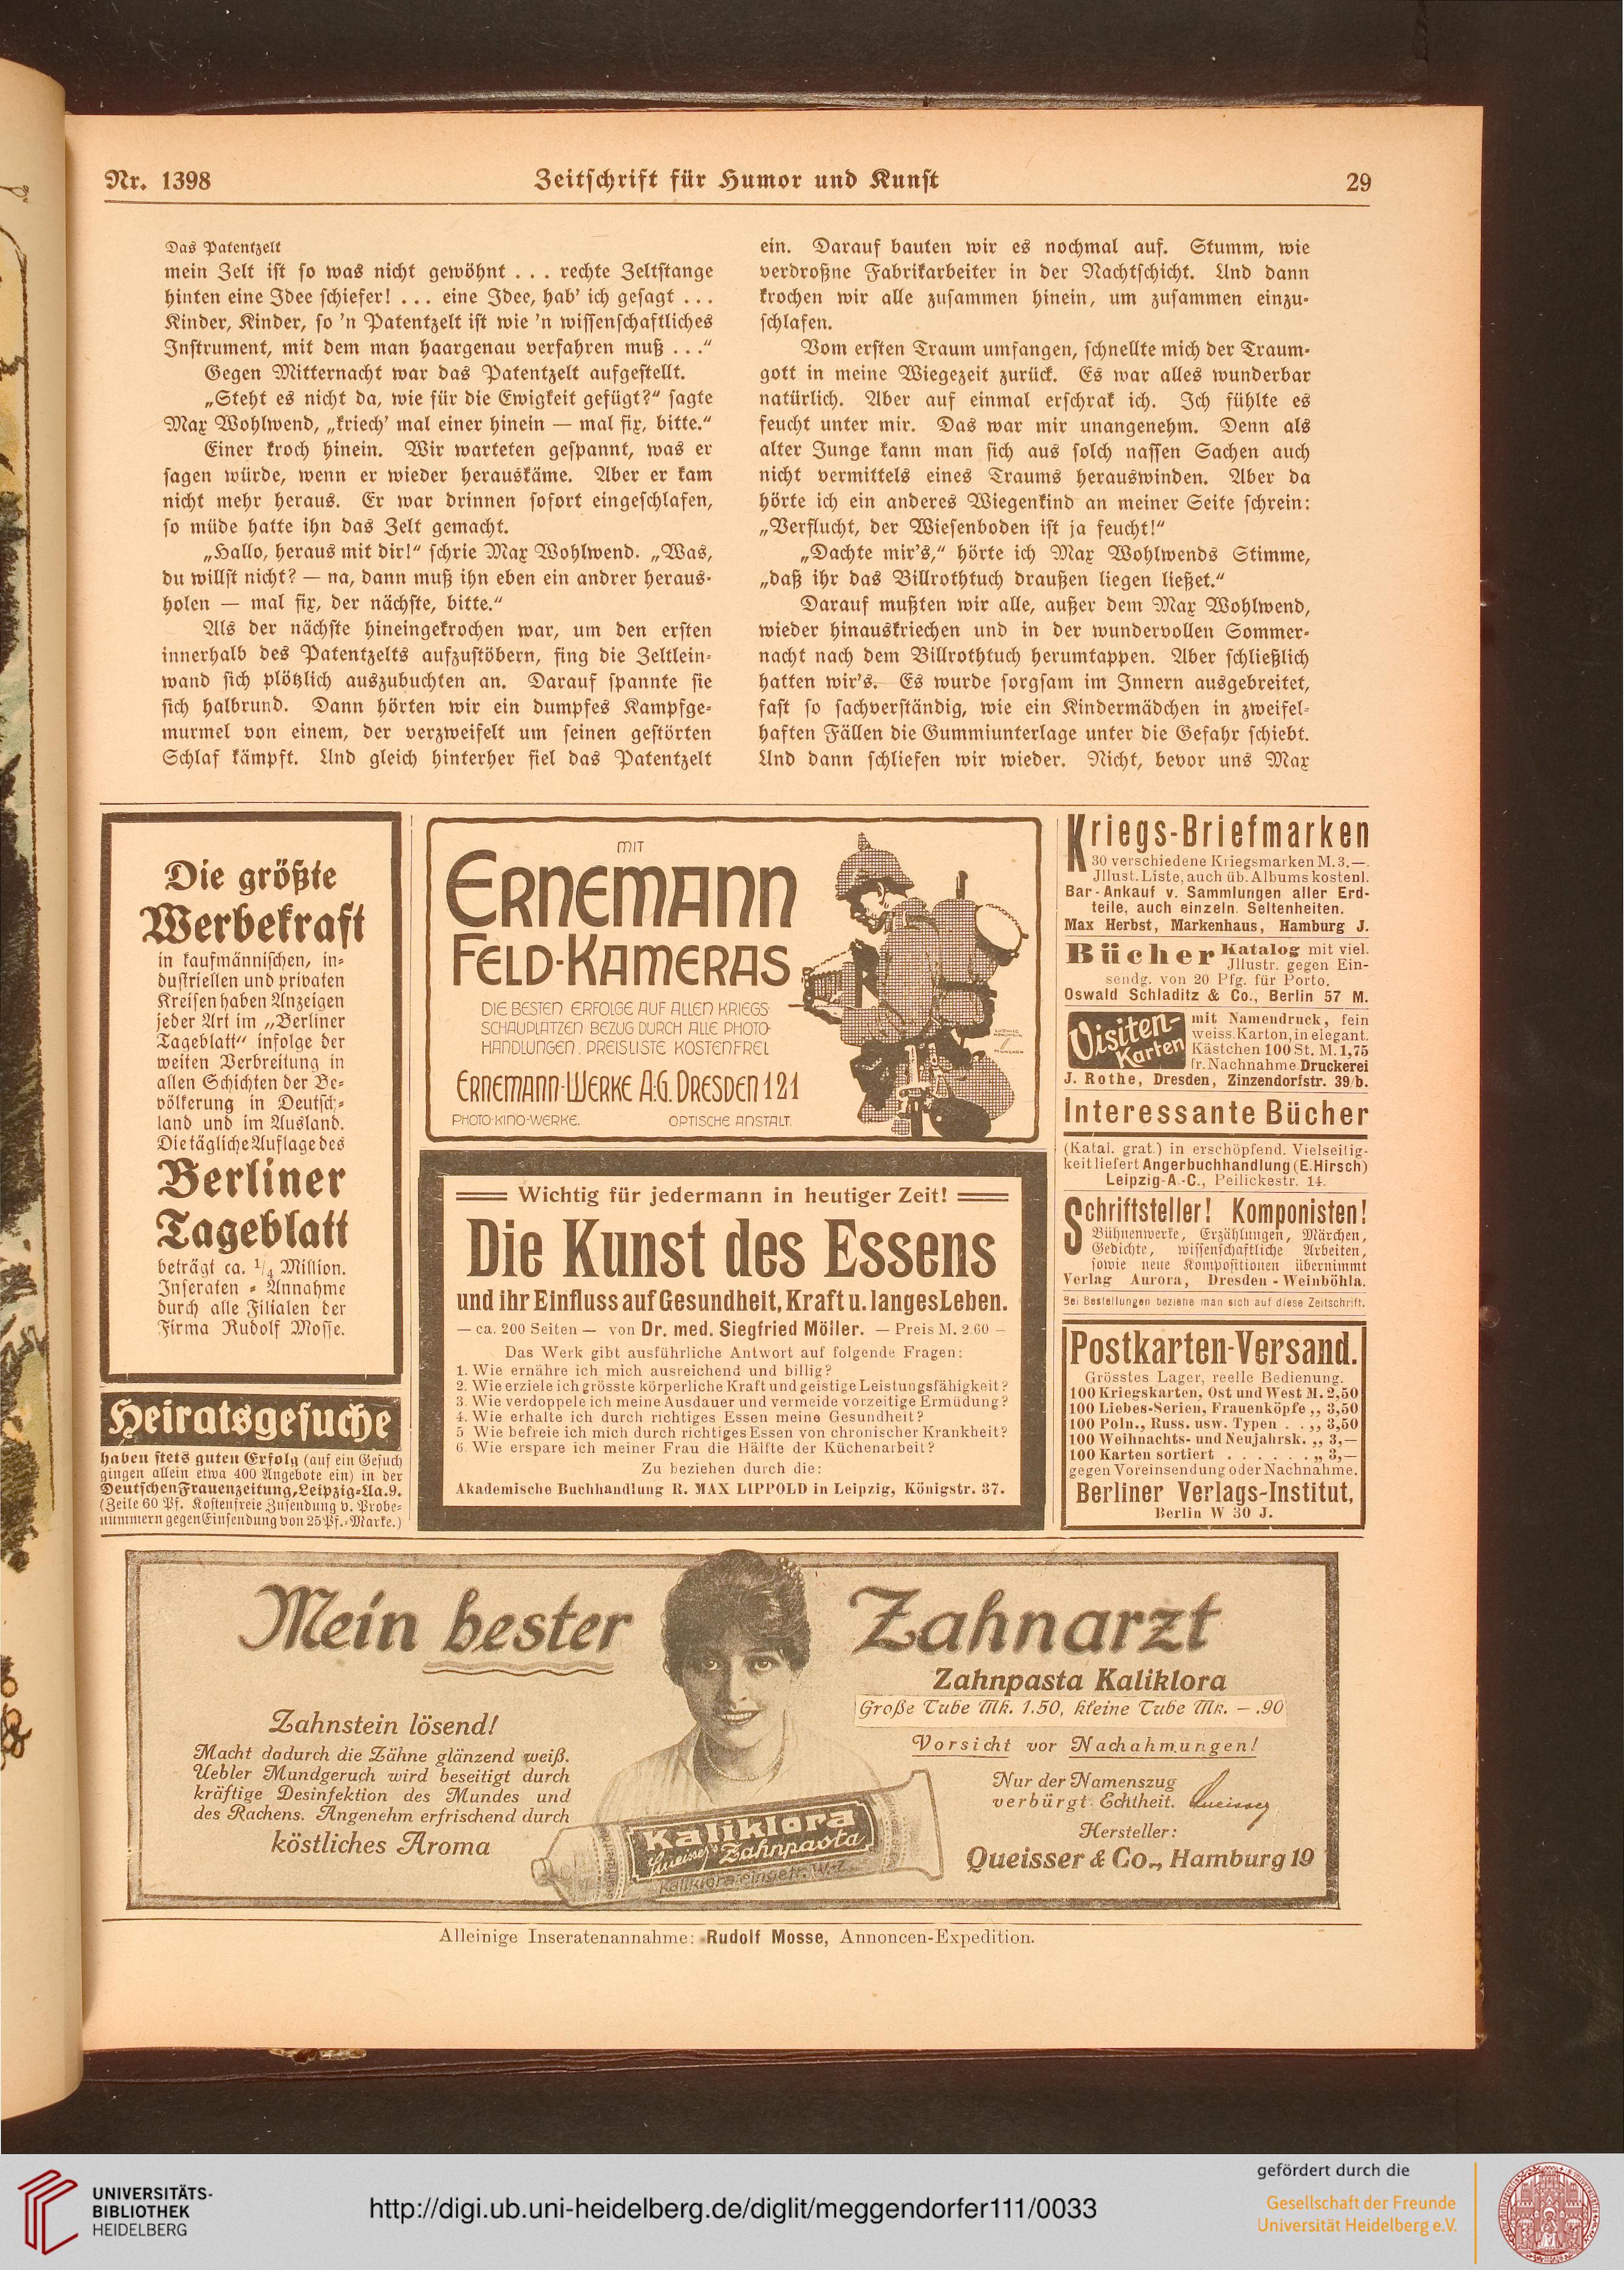 Nr. 1398
Zeitschrift für Humor und Kunst
29
Das Patentzelt
mein Zelt ist so was nicht gewöhnt . . . rechte Zeltstange
hinten eine Idee schiefer! . . . eine Idee, hab' ich gesagt . . .
Kinder, Kinder, so 'n Patentzelt ist wie 'n wissenschaftliches
Instrument, mit dem man haargenau verfahren muß . . .“
Gegen Mitternacht war das Patentzelt aufgestellt.
„Steht es nicht da, wie für die Ewigkeit gefügt?“ sagte
Max Wohlwend, „kriech' mal einer hinein — mal fix, bitte.“
Einer kroch hinein. Wir warteten gespannt, was er
sagen würde, wenn er wieder herauskäme. Aber er kam
nicht mehr heraus. Er war drinnen sofort eingeschlafen,
so müde hatte ihn das Zelt gemacht.
„Hallo, heraus mit dir!“ schrie Max Wohlwend. „Was,
du willst nicht? — na, dann muß ihn eben ein andrer heraus-
holen — mal fix, der nächste, bitte.“
Als der nächste hineingekrochen war, um den ersten
innerhalb des Patentzelts aufzustöbern, fing die Zeltlein-
wand sich plötzlich auszubuchten an. Darauf spannte sie
sich halbrund. Dann hörten wir ein dumpfes Kampfge-
murmel von einem, der verzweifelt um seinen gestörten
Schlaf kämpft. Und gleich hinterher fiel das Patentzelt
ein. Darauf bauten wir es nochmal auf. Stumm, wie
verdroßne Fabrikarbeiter in der Nachtschicht. Und dann
krochen wir alle zusammen hinein, um zusammen einzu-
schlafen.
Vom ersten Traum umfangen, schnellte mich der Traum-
gott in meine Wiegezeit zurück. Es war alles wunderbar
natürlich. Aber auf einmal erschrak ich. Ich fühlte es
feucht unter mir. Das war mir unangenehm. Denn als
alter Junge kann man sich aus solch nassen Sachen auch
nicht vermittels eines Traums herauswinden. Aber da
hörte ich ein anderes Wiegenkind an meiner Seite schrein:
„Verflucht, der Wiesenboden ist ja feucht!“
„Dachte mir's,“ hörte ich Max Wohlwends Stimme,
„daß ihr das Billrothtuch draußen liegen ließet.“
Darauf mußten wir alle, außer dem Max Wohlwend,
wieder hinauskriechen und in der wundervollen Sommer-
nacht nach dem Billrothtuch herumtappen. Aber schließlich
hatten wir's. Es wurde sorgsam im Innern ausgebreitet,
fast so sachverständig, wie ein Kindermädchen in zweifel-
haften Fällen die Gummiunterlage unter die Gefahr schiebt.
Und dann schliefen wir wieder. Nicht, bevor uns Max
Die größte
Werbekraft
in kaufmännischen, in-
dustriellen und privaten
Kreisen haben Anzeigen
jeder Art im „Berliner
Tageblatt“ infolge der
weiten Verbreitung in
allen Schichten der Be-
völkerung in Deutsch-
land und im Ausland.
Die tägliche Auflage des
Berliner
Tageblatt
beträgt ca. 1/4 Million.
Inseraten - Annahme
durch alle Filialen der
Firma Rudolf Mosse.
Heiratsgesuche
haben stets guten Erfolg (auf ein Gesuch
gingen allein etwa 400 Angebote ein) in der
Deutschen Frauenzeitung, Leipzig-Lla.9.
(Zeile 60 Pf. Kostenfreie Zusendung v. Probe-
nummern gegen Einsendung von 25 Pf.-Marke.)
MIT
ERNEMANN
FELD-KAMERAS
DIE BESTEN ERFOLGE AUF ALLEN KRIEGS-
SCHAUPLÄTZEN BEZUG DURCH ALLE PHOTO-
HANDLUNGEN. PREISLISTE KOSTENFREI
ERNEMANN-WERKE A:G. DRESDEN 121
PHOTO-KINO-WERKE. OPTISCHE ANSTALT.
LUDWIG
HOHLWEIN
MÜNCHEN
Wichtig für jedermann in heutiger Zeit!
Die Kunst des Essens
und ihr Einfluss auf Gesundheit, Kraft u. langes Leben.
— ca. 200 Seiten — von Dr. med. Siegfried Möller. — Preis M. 2.60 —
Das Werk gibt ausführliche Antwort auf folgende Fragen:
1. Wie ernähre ich mich ausreichend und billig?
2. Wie erziele ich grösste körperliche Kraft und geistige Leistungsfähigkeit?
3. Wie verdoppele ich meine Ausdauer und vermeide vorzeitige Ermüdung?
4. Wie erhalte ich durch richtiges Essen meine Gesundheit?
5 Wie befreie ich mich durch richtiges Essen von chronischer Krankheit?
6. Wie erspare ich meiner Frau die Hälfte der Küchenarbeit?
Zu beziehen durch die:
Akademische Buchhandlung R. MAX LIPPOLD in Leipzig, Königstr. 37.
Kriegs-Briefmarken
30 verschiedene Kriegsmarken M. 3.—.
Jllust. Liste, auch üb. Albums kostenl.
Bar-Ankauf v. Sammlungen aller Erd-
teile, auch einzeln. Seltenheiten.
Max Herbst, Markenhaus, Hamburg J.
Bücher Katalog mit viel.
Jllustr. gegen Ein-
sendg. von 20 Pfg. für Porto.
Oswald Schladitz & Co., Berlin 57 M.
Visiten-
Karten
mit Namendruck, fein
weiss. Karton, in elegant.
Kästchen 100 St. M. 1,75
fr. Nachnahme Druckerei
J. Rothe, Dresden, Zinzendorfstr. 39/b.
Interessante Bücher
(Katal. grat.) in erschöpfend. Vielseitig-
keit liefert Angerbuchhandlung (E. Hirsch)
Leipzig-A.-C., Peilickestr. 14.
Schriftsteller! Komponisten!
Bühnenwerke, Erzählungen, Märchen,
Gedichte, wissenschaftliche Arbeiten,
sowie neue Kompositionen übernimmt
Verlag Aurora, Dresden-Weinböhla.
Bei Bestellungen beziehe man sich auf diese Zeitschrift.
Postkarten-Versand.
Grösstes Lager, reelle Bedienung.
100 Kriegskarten, Ost und West M. 2,50
100 Liebes-Serien, Frauenköpfe ,, 3,50
100 Poln., Russ. usw. Typen . . ,, 3,50
100 Weihnachts- und Neujahrsk. ,, 3,—
100 Karten sortiert . . . . . . ,, 3,—
gegen Voreinsendung oder Nachnahme.
Berliner Verlags-Institut,
Berlin W 30 J.
Mein bester Zahnarzt
Zahnpasta Kaliklora
Große Tube Mk. 1.50, kleine Tube Mk. — .90
Zahnstein lösend!
Macht dadurch die Zähne glänzend weiß.
Uebler Mundgeruch wird beseitigt durch
kräftige Desinfektion des Mundes und
des Rachens. Angenehm erfrischend durch
köstliches Aroma
Vorsicht vor Nachahmungen!
Nur der Namenszug
verbürgt Echtheit. Queisser
Hersteller:
Queisser & Co., Hamburg 19
Kaliklora
Queisser's Zahnpasta
Kaliklora eingetr. W.-Z.
Alleinige Inseratenannahme: Rudolf Mosse, Annoncen-Expedition.
UNIVERSITÄTS-
BIBLIOTHEK
HEIDELBERG
http://digi.ub.uni-heidelberg.de/diglit/meggendorfer111/0033
gefördert durch die
Gesellschaft der Freunde
Universität Heidelberg e.V.